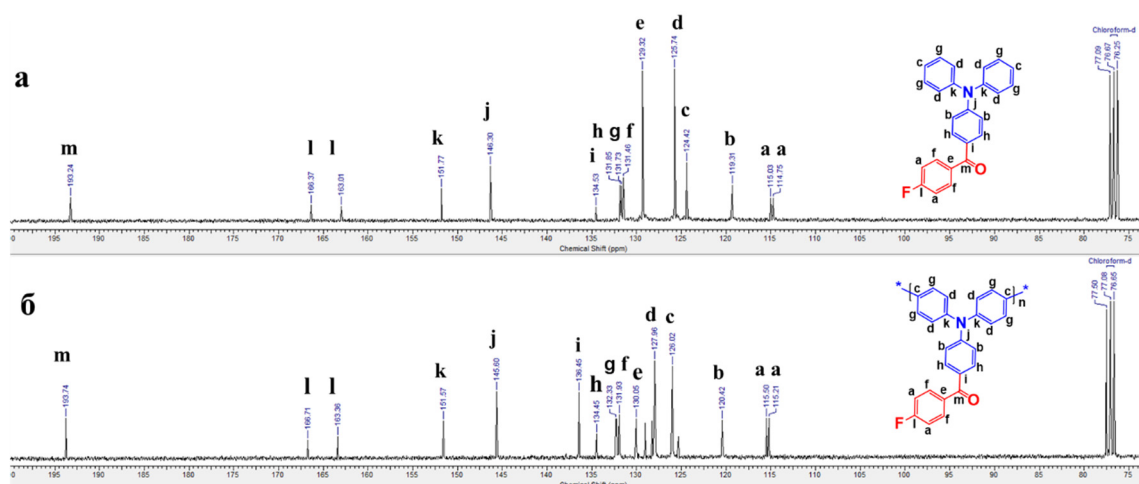 а
e
d
j
k
m
l
l
h
g
f
i
c
b
a
a
193.24
166.37
163.01
151.77
146.30
134.53
131.85
131.73
131.46
129.32
125.74
124.42
119.31
115.03
114.75
Chloroform-d
77.09
76.67
76.25
g
g
c
d
d
c
g
k
k
g
d
N
d
j
b
b
h
h
i
f
e
a
m
O
F
l
f
a
195
190
185
180
175
170
165
160
155
150
145
140
135
130
125
120
115
110
105
100
95
90
85
80
Chemical Shift (ppm)
б
m
l
l
k
j
i
h
g
f
e
d
c
b
a
a
193.74
166.71
163.36
151.57
145.60
136.45
134.45
132.33
131.93
130.05
127.96
126.02
120.42
115.50
115.21
Chloroform-d
77.50
77.08
76.65
*
c
g
d
d
g
c
n
*
g
k
k
g
d
N
d
j
b
b
h
h
i
f
e
a
m
O
F
l
f
a
195
190
185
180
175
170
165
160
155
150
145
140
135
130
125
120
115
110
105
100
95
90
85
80
Chemical Shift (ppm)